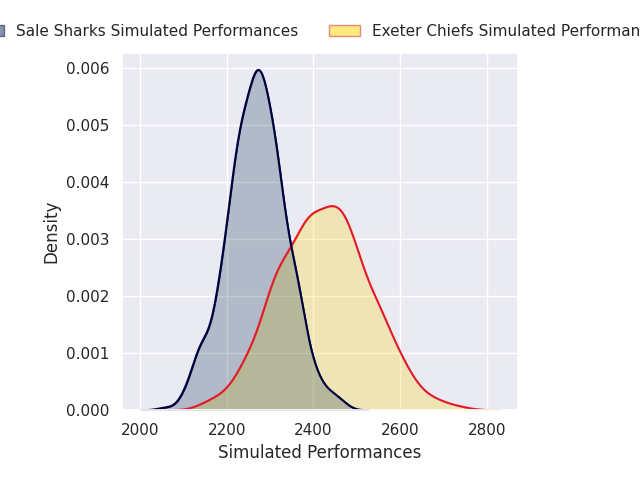 Sale Sharks Simulated Performances
Exeter Chiefs Simulated
0.006
0.005
0.004
0.003
0.002
0.001
0.000
Density
2000 2200 2400 2600 2800
Simulated Performances